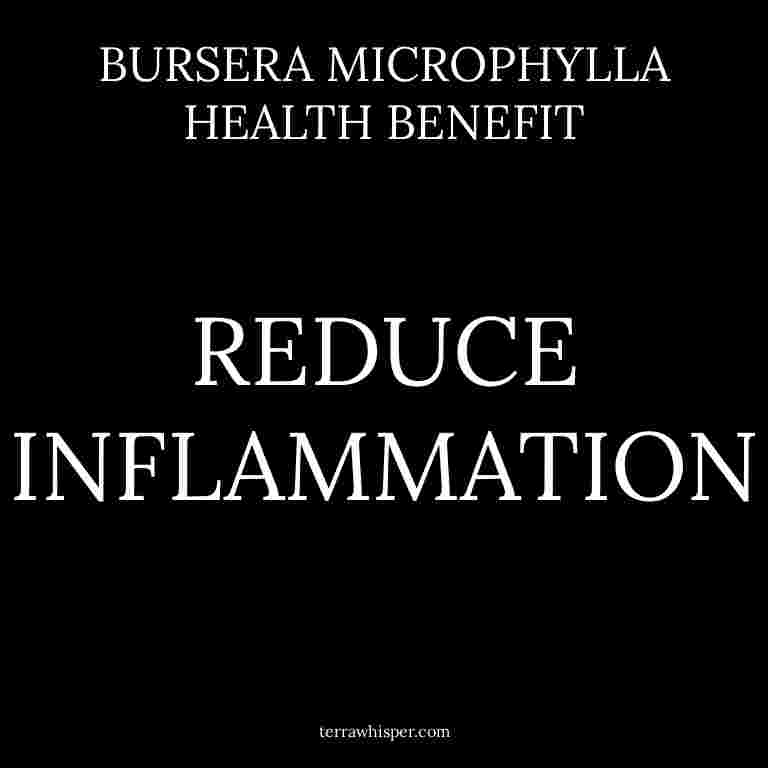 BURSERA MICROPHYLLA
HEALTH BENEFIT
REDUCE
INFLAMMATION
terrawhisper.com